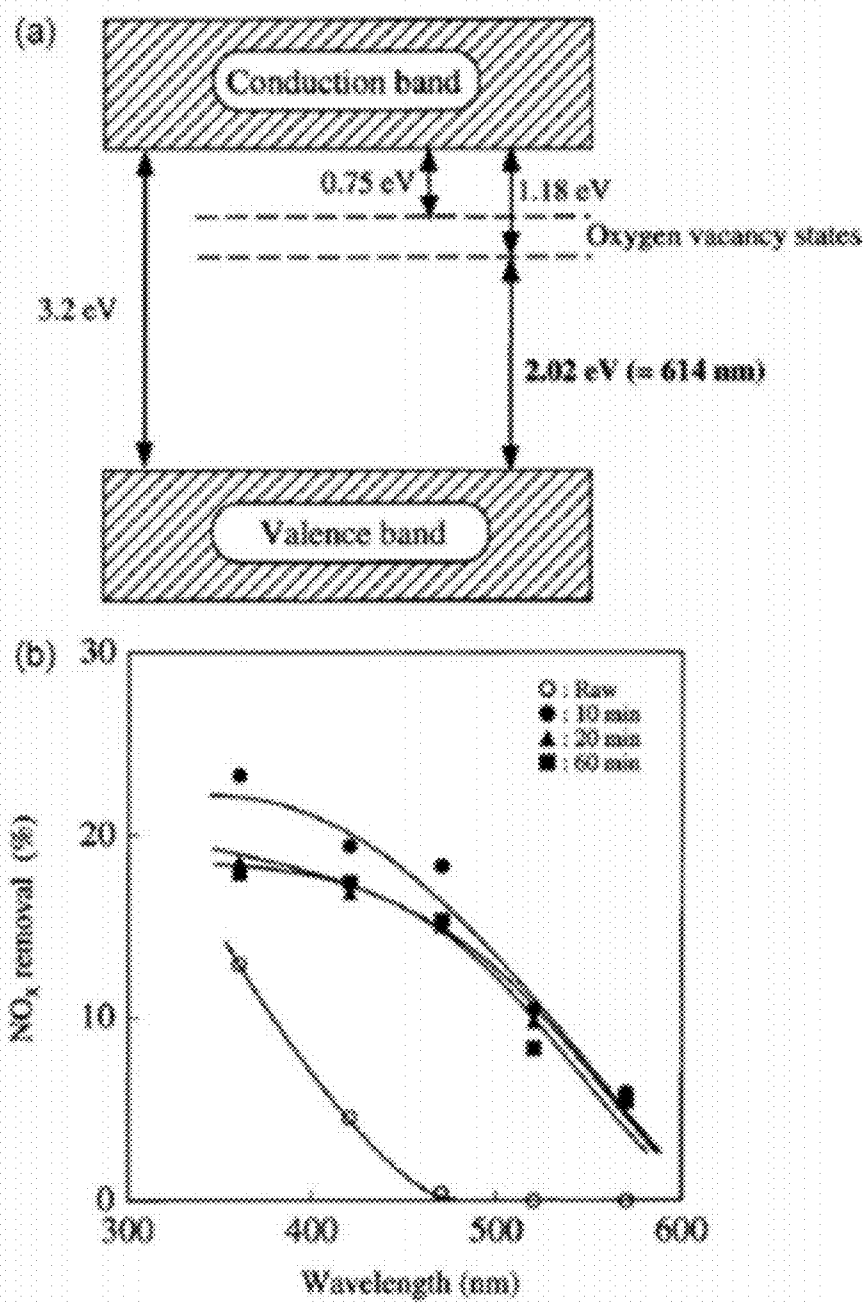 (a)
Conduction band
0.75 eV
1.18 eV
Oxygen vacancy states
3.2 eV
2.02 eV (= 614 nm)
Valence band
(b)
30
20
10
0
NOx removal (%)
○ : Raw
● : 10 min
▲ : 20 min
■ : 60 min
300 400 500 600
Wavelength (nm)